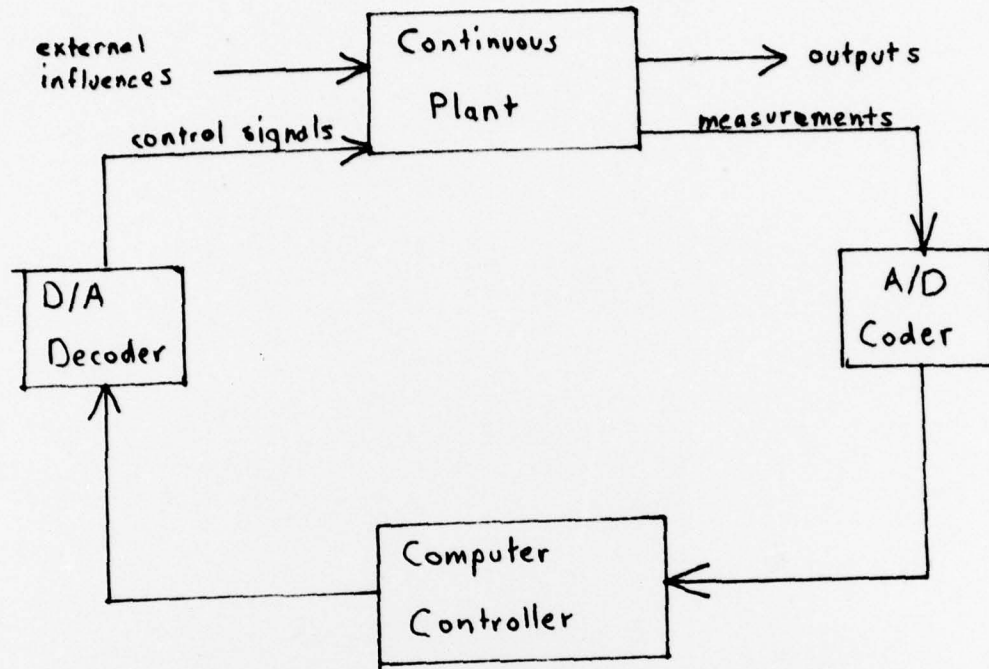 external
influences
Continuous
Plant
outputs
control signals
measurements
D/A
Decoder
A/D
Coder
Computer
Controller